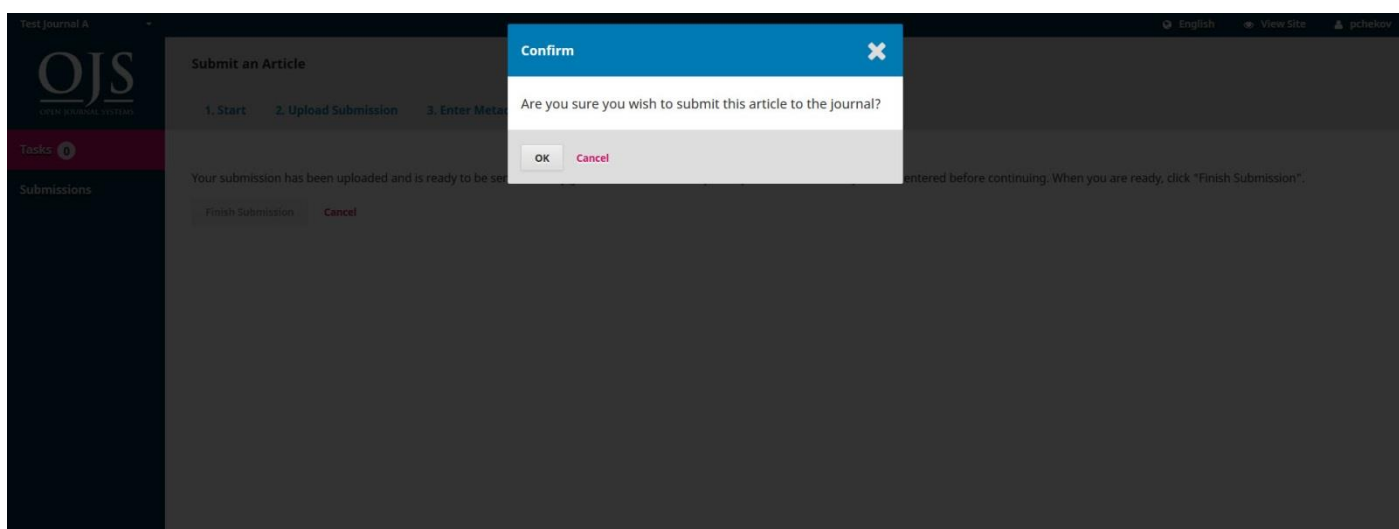 Test Journal A
English
View Site
pchekov
OJS
OPEN JOURNAL SYSTEMS
Tasks 0
Submissions
Submit an Article
1. Start 2. Upload Submission 3. Enter
Confirm
Are you sure you wish to submit this article to the journal?
OK Cancel
Your submission has been uploaded and is ready to be
entered before continuing. When you are ready, click "Finish Submission".
Finish Submission Cancel